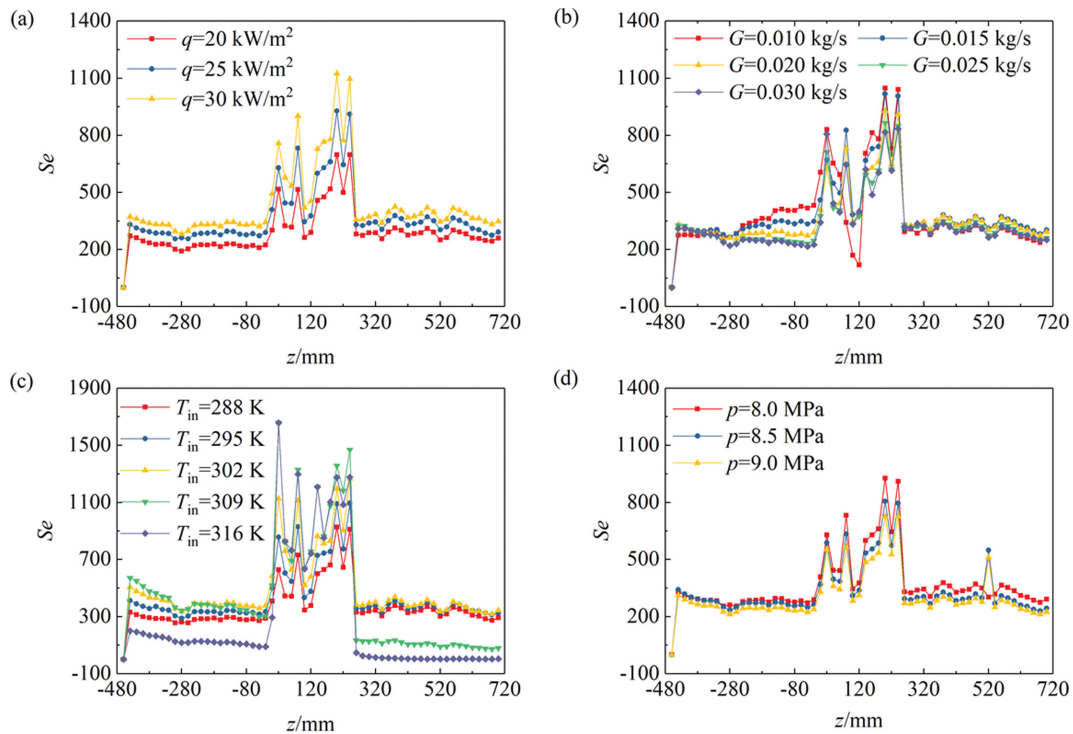 (a)
1400
1100
800
500
200
-100
Se
q=20 kW/m²
q=25 kW/m²
q=30 kW/m²
-480 -280 -80 120 320 520 720
z/mm
(b)
1400
1100
800
500
200
-100
Se
G=0.010 kg/s G=0.015 kg/s
G=0.020 kg/s G=0.025 kg/s
G=0.030 kg/s
-480 -280 -80 120 320 520 720
z/mm
(c)
1900
1500
1100
700
300
-100
Se
Tin=288 K
Tin=295 K
Tin=302 K
Tin=309 K
Tin=316 K
-480 -280 -80 120 320 520 720
z/mm
(d)
1400
1100
800
500
200
-100
Se
p=8.0 MPa
p=8.5 MPa
p=9.0 MPa
-480 -280 -80 120 320 520 720
z/mm